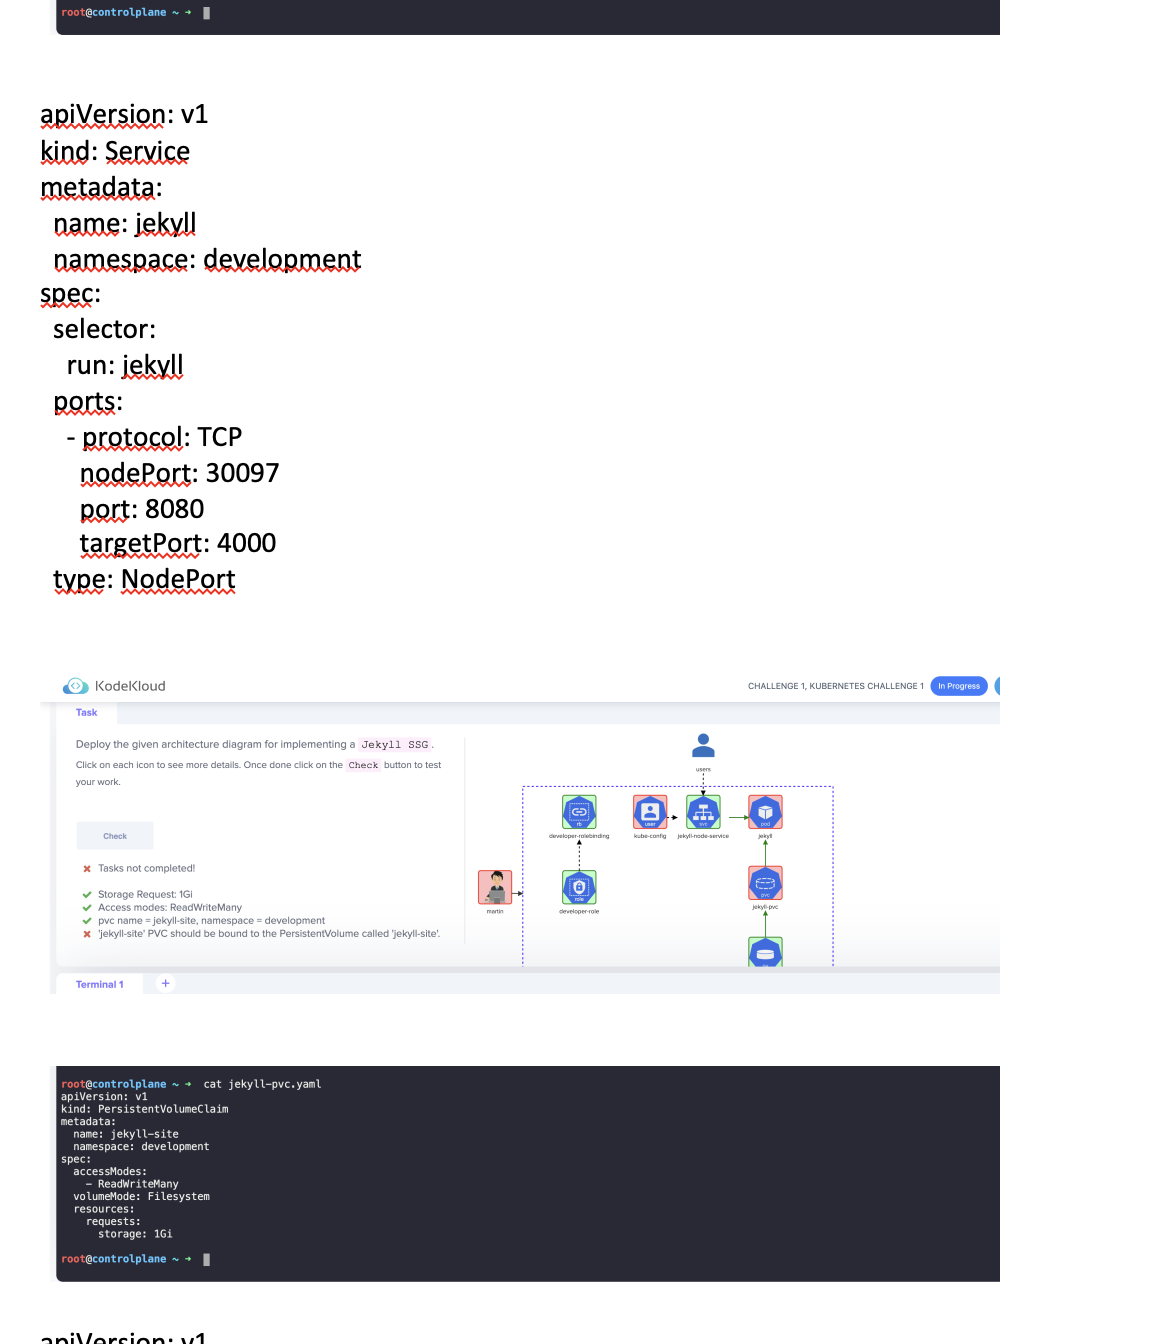 root@controlplane ~ ➜
apiVersion: v1
kind: Service
metadata:
  name: jekyll
  namespace: development
spec:
  selector:
    run: jekyll
  ports:
    - protocol: TCP
      nodePort: 30097
      port: 8080
      targetPort: 4000
  type: NodePort
KodeKloud
CHALLENGE 1, KUBERNETES CHALLENGE 1 In Progress
Task
Deploy the given architecture diagram for implementing a Jekyll SSG.
Click on each icon to see more details. Once done click on the Check button to test
your work.
Check
Tasks not completed!
Storage Request: 1Gi
Access modes: ReadWriteMany
pvc name = jekyll-site, namespace = development
'jekyll-site' PVC should be bound to the PersistentVolume called 'jekyll-site'.
users
rb
user
svc
pod
developer-rolebinding
kube-config
jekyll-node-service
jekyll
role
pvc
martin
developer-role
jekyll-pvc
Terminal 1 +
root@controlplane ~ ➜ cat jekyll-pvc.yaml
apiVersion: v1
kind: PersistentVolumeClaim
metadata:
  name: jekyll-site
  namespace: development
spec:
  accessModes:
    - ReadWriteMany
  volumeMode: Filesystem
  resources:
    requests:
      storage: 1Gi
root@controlplane ~ ➜
apiVersion: v1